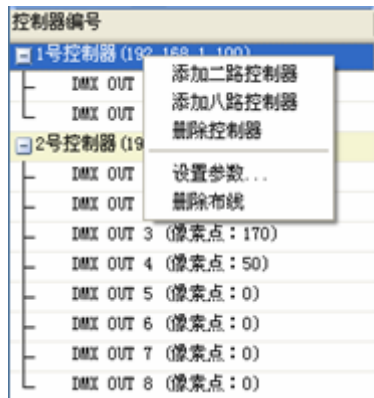 控制器编号
1号控制器(192.168.1.100)
添加二路控制器
DMX OUT
添加八路控制器
DMX OUT
删除控制器
2号控制器(19
DMX OUT
设置参数...
DMX OUT
删除布线
DMX OUT 3 (像素点：170)
DMX OUT 4 (像素点：50)
DMX OUT 5 (像素点：0)
DMX OUT 6 (像素点：0)
DMX OUT 7 (像素点：0)
DMX OUT 8 (像素点：0)